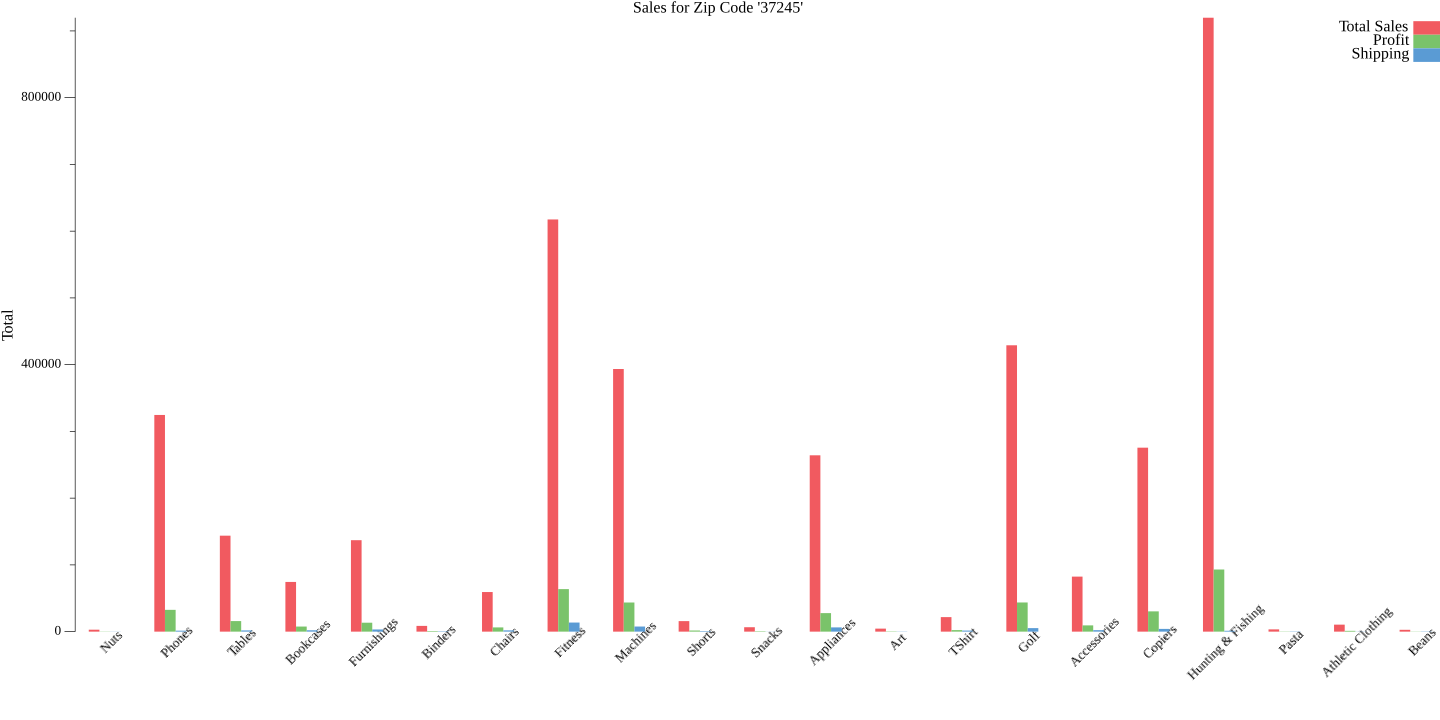 Sales for Zip Code '37245'
Total Sales
Profit
Shipping
800000
400000
0
Total
Nuts
Phones
Tables
Bookcases
Furnishings
Binders
Chairs
Fitness
Machines
Shorts
Snacks
Appliances
Art
TShirt
Golf
Accessories
Copiers
Hunting & Fishing
Pasta
Athletic Clothing
Beans